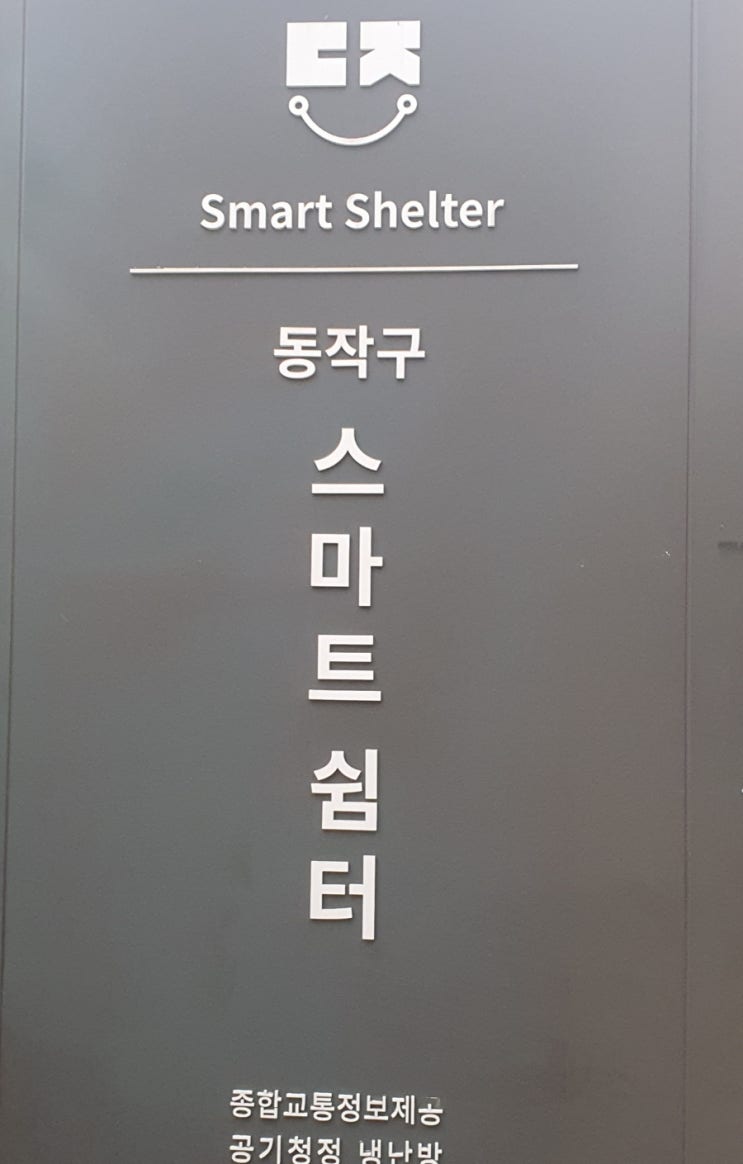 ㄷㅈ
Smart Shelter
동작구
스마트 쉼터
종합교통정보제공
공기청정 냉난방